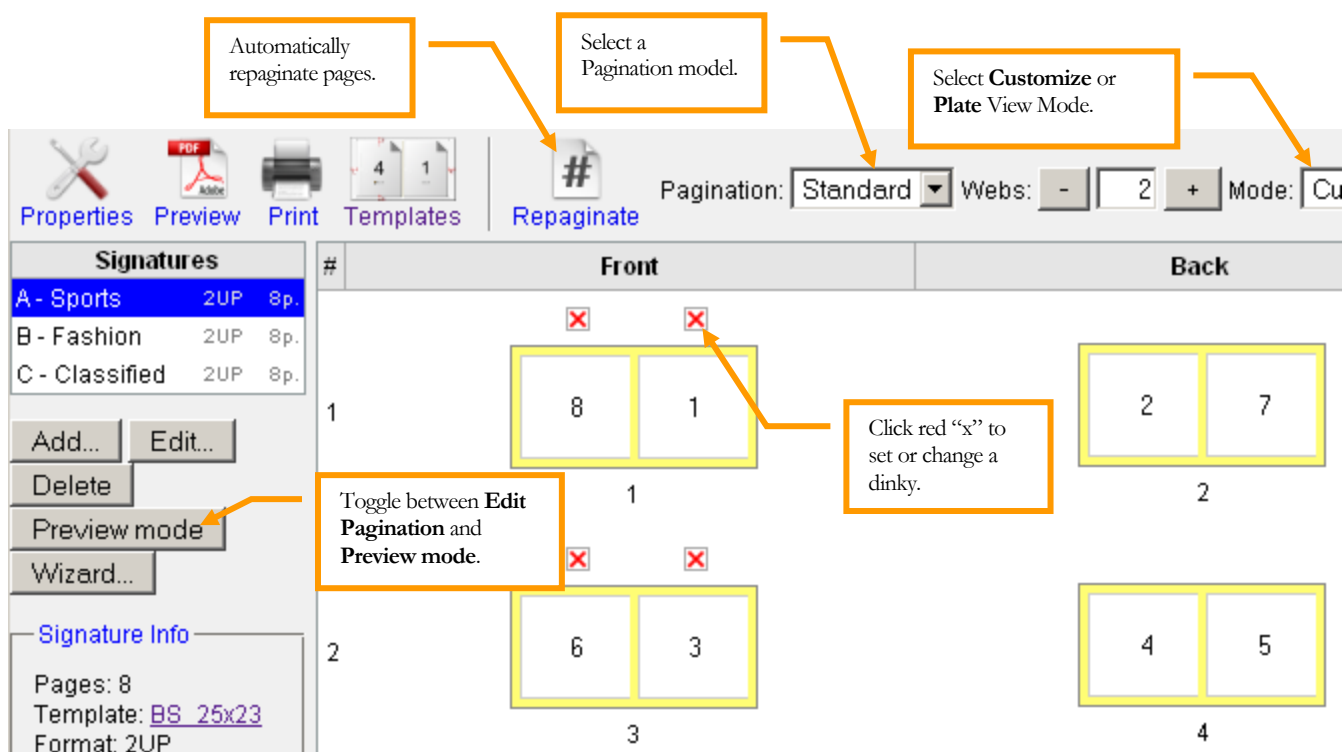 Automatically
repaginate pages.
Select a
Pagination model.
Select Customize or
Plate View Mode.
PDF
Adobe
4 1
#
Properties Preview Print Templates Repaginate
Pagination: Standard Webs: - 2 + Mode: Cu
Signatures
A - Sports 2UP 8p.
B - Fashion 2UP 8p.
C - Classified 2UP 8p.
Add... Edit...
Delete
Preview mode
Wizard...
Toggle between Edit
Pagination and
Preview mode.
Signature Info
Pages: 8
Template: BS_25x23
Format: 2UP
# Front Back
1
8 1
1
2 7
2
Click red “x” to
set or change a
dinky.
2
6 3
3
4 5
4